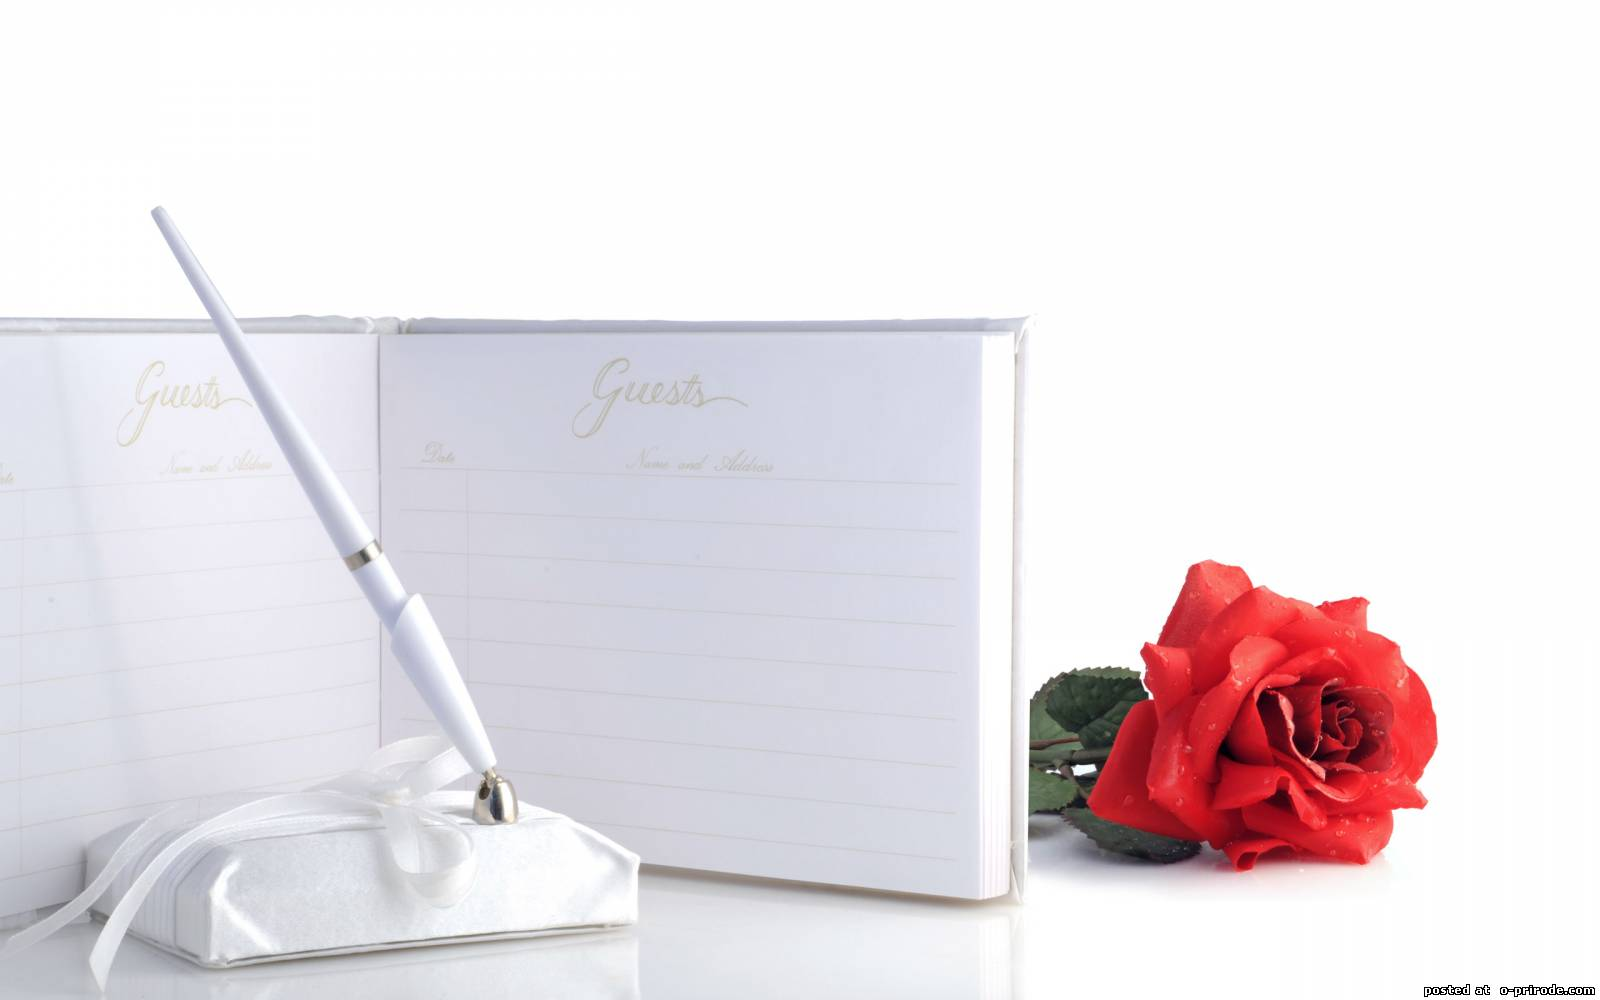 Guests
Name and Address
Guests
Date
Name and Address
posted at o-prirode.com